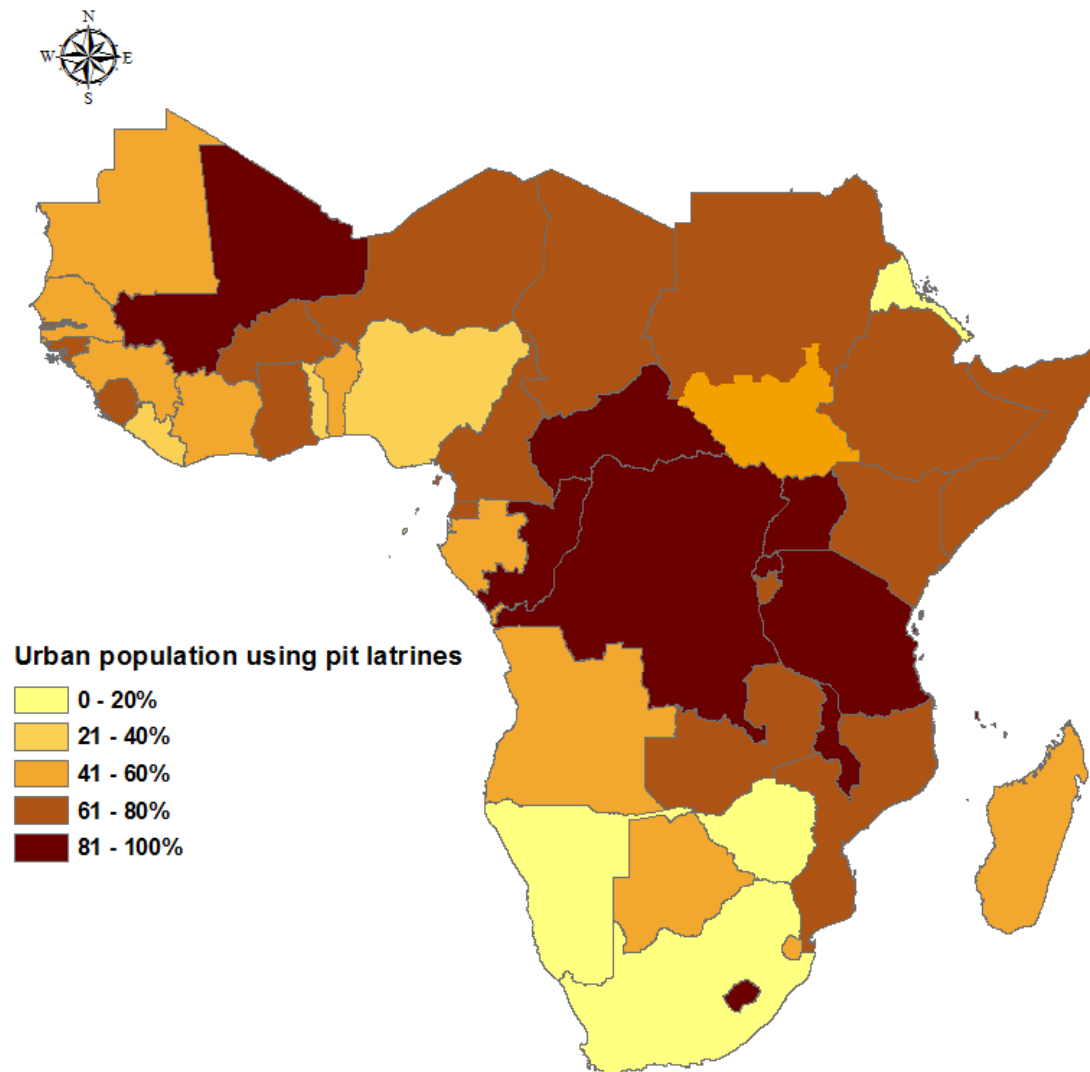 N
W E
S
Urban population using pit latrines
0 - 20%
21 - 40%
41 - 60%
61 - 80%
81 - 100%